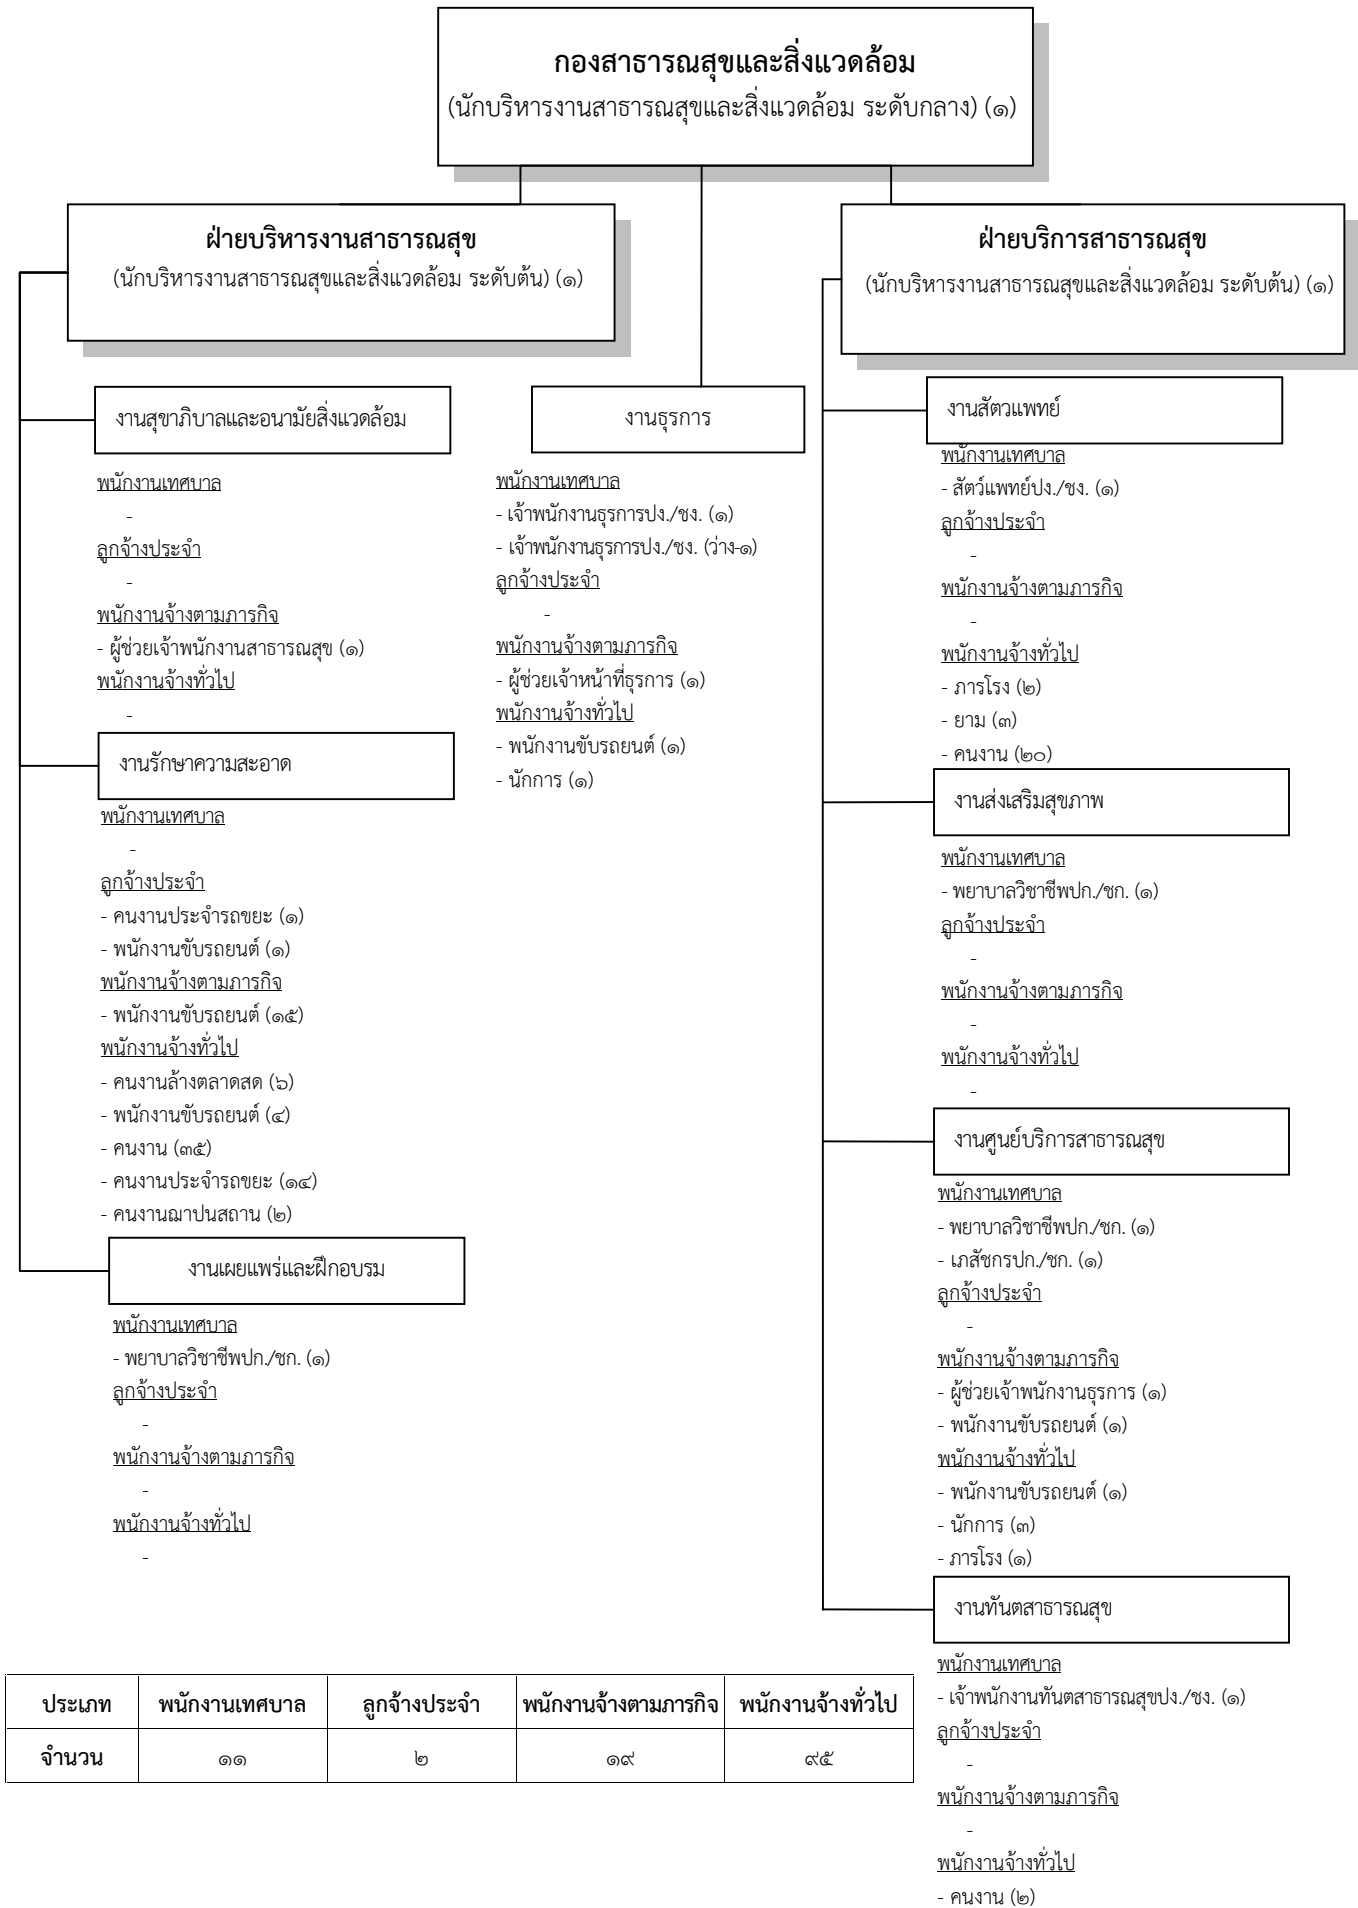 กองสาธารณสุขและสิ่งแวดล้อม
(นักบริหารงานสาธารณสุขและสิ่งแวดล้อม ระดับกลาง) (๑)
ฝ่ายบริหารงานสาธารณสุข
(นักบริหารงานสาธารณสุขและสิ่งแวดล้อม ระดับต้น) (๑)
ฝ่ายบริการสาธารณสุข
(นักบริหารงานสาธารณสุขและสิ่งแวดล้อม ระดับต้น) (๑)
งานสุขาภิบาลและอนามัยสิ่งแวดล้อม
พนักงานเทศบาล
-
ลูกจ้างประจำ
-
พนักงานจ้างตามภารกิจ
- ผู้ช่วยเจ้าพนักงานสาธารณสุข (๑)
พนักงานจ้างทั่วไป
-
งานรักษาความสะอาด
พนักงานเทศบาล
-
ลูกจ้างประจำ
- คนงานประจำรถขยะ (๑)
- พนักงานขับรถยนต์ (๑)
พนักงานจ้างตามภารกิจ
- พนักงานขับรถยนต์ (๑๕)
พนักงานจ้างทั่วไป
- คนงานล้างตลาดสด (๖)
- พนักงานขับรถยนต์ (๔)
- คนงาน (๓๕)
- คนงานประจำรถขยะ (๑๔)
- คนงานฌาปนสถาน (๒)
งานเผยแพร่และฝึกอบรม
พนักงานเทศบาล
- พยาบาลวิชาชีพปก./ชก. (๑)
ลูกจ้างประจำ
-
พนักงานจ้างตามภารกิจ
-
พนักงานจ้างทั่วไป
-
งานธุรการ
พนักงานเทศบาล
- เจ้าพนักงานธุรการปง./ชง. (๑)
- เจ้าพนักงานธุรการปง./ชง. (ว่าง-๑)
ลูกจ้างประจำ
-
พนักงานจ้างตามภารกิจ
- ผู้ช่วยเจ้าหน้าที่ธุรการ (๑)
พนักงานจ้างทั่วไป
- พนักงานขับรถยนต์ (๑)
- นักการ (๑)
งานสัตวแพทย์
พนักงานเทศบาล
- สัตว์แพทย์ปง./ชง. (๑)
ลูกจ้างประจำ
-
พนักงานจ้างตามภารกิจ
-
พนักงานจ้างทั่วไป
- ภารโรง (๒)
- ยาม (๓)
- คนงาน (๒๐)
งานส่งเสริมสุขภาพ
พนักงานเทศบาล
- พยาบาลวิชาชีพปก./ชก. (๑)
ลูกจ้างประจำ
-
พนักงานจ้างตามภารกิจ
-
พนักงานจ้างทั่วไป
-
งานศูนย์บริการสาธารณสุข
พนักงานเทศบาล
- พยาบาลวิชาชีพปก./ชก. (๑)
- เภสัชกรปก./ชก. (๑)
ลูกจ้างประจำ
-
พนักงานจ้างตามภารกิจ
- ผู้ช่วยเจ้าพนักงานธุรการ (๑)
- พนักงานขับรถยนต์ (๑)
พนักงานจ้างทั่วไป
- พนักงานขับรถยนต์ (๑)
- นักการ (๓)
- ภารโรง (๑)
งานทันตสาธารณสุข
พนักงานเทศบาล
- เจ้าพนักงานทันตสาธารณสุขปง./ชง. (๑)
ลูกจ้างประจำ
-
พนักงานจ้างตามภารกิจ
-
พนักงานจ้างทั่วไป
- คนงาน (๒)
ประเภท พนักงานเทศบาล ลูกจ้างประจำ พนักงานจ้างตามภารกิจ พนักงานจ้างทั่วไป
จำนวน ๑๑ ๒ ๑๙ ๙๕